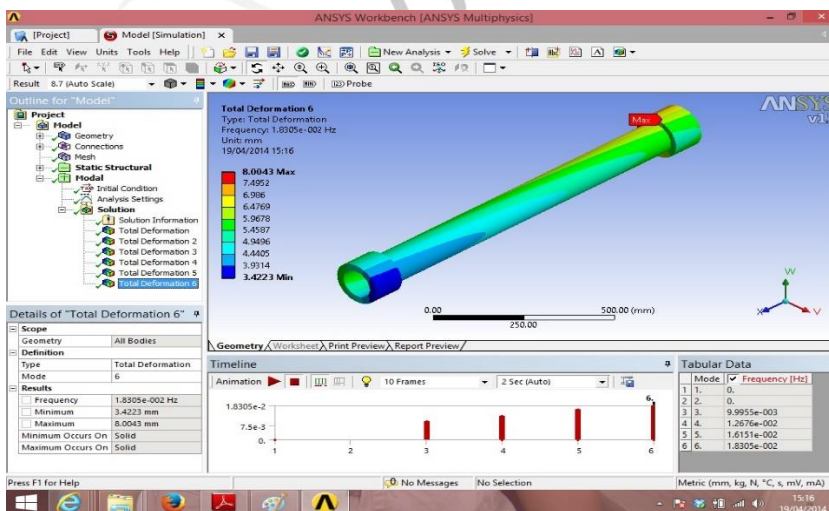 ANSYS Workbench [ANSYS Multiphysics]
[Project] Model [Simulation] ×
File Edit View Units Tools Help New Analysis Solve
Result 8.7 (Auto Scale) Probe
Outline for "Model"
Project
Model
Geometry
Connections
Mesh
Static Structural
Modal
Initial Condition
Analysis Settings
Solution
Solution Information
Total Deformation
Total Deformation 2
Total Deformation 3
Total Deformation 4
Total Deformation 5
Total Deformation 6
Total Deformation 6
Type: Total Deformation
Frequency: 1.8305e-002 Hz
Unit: mm
19/04/2014 15:16
8.0043 Max
7.4952
6.986
6.4769
5.9678
5.4587
4.9496
4.4405
3.9314
3.4223 Min
Max
ANSYS
0.00 500.00 (mm)
250.00
W
X V
Geometry Worksheet Print Preview Report Preview
Details of "Total Deformation 6"
Scope
Geometry All Bodies
Definition
Type Total Deformation
Mode 6
Results
Frequency 1.8305e-002 Hz
Minimum 3.4223 mm
Maximum 8.0043 mm
Minimum Occurs On Solid
Maximum Occurs On Solid
Timeline
Animation 10 Frames 2 Sec (Auto)
1.8305e-2
7.5e-3
0.
6.
1 2 3 4 5 6
Tabular Data
Mode Frequency [Hz]
1 1. 0.
2 2. 0.
3 3. 9.9955e-003
4 4. 1.2676e-002
5 5. 1.6151e-002
6 6. 1.8305e-002
Press F1 for Help No Messages No Selection Metric (mm, kg, N, °C, s, mV, mA)
15:16
19/04/2014